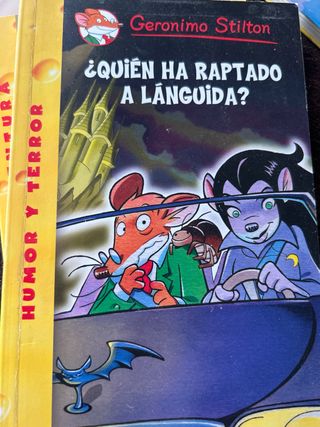 Geronimo Stilton
¿QUIÉN HA RAPTADO
A LÁNGUIDA?
HUMOR Y TERROR